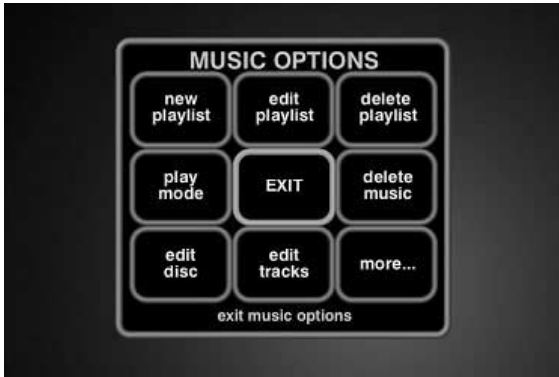 MUSIC OPTIONS
new playlist
edit playlist
delete playlist
play mode
EXIT
delete music
edit disc
edit tracks
more...
exit music options